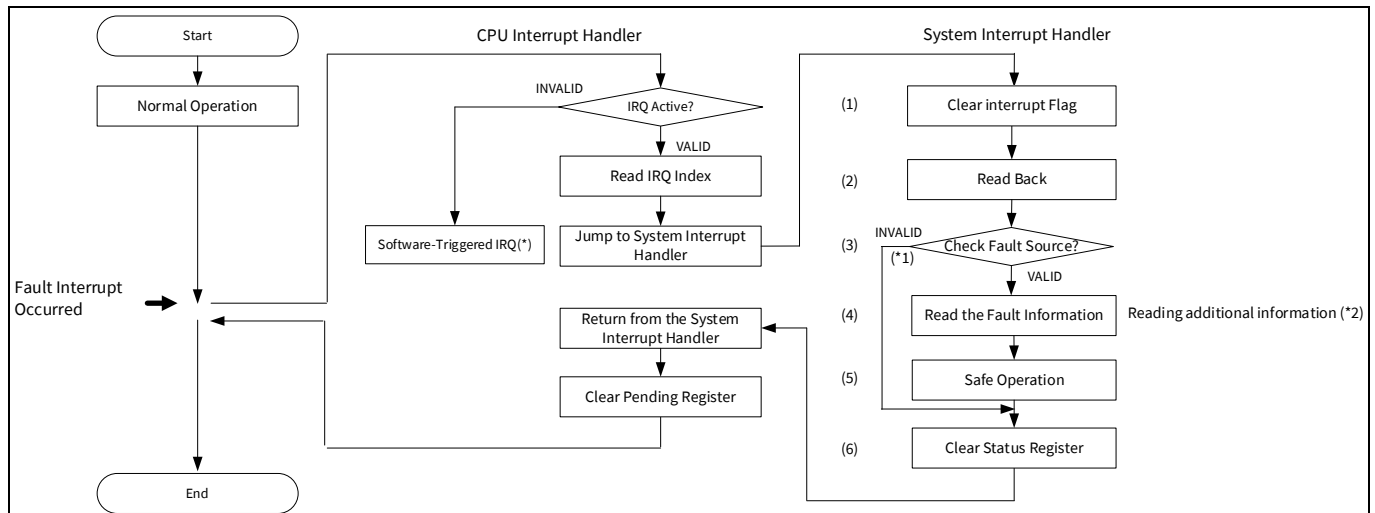 Start
Normal Operation
Fault Interrupt
Occurred
End
CPU Interrupt Handler
IRQ Active?
INVALID
VALID
Software-Triggered IRQ(*)
Read IRQ Index
Jump to System Interrupt
Handler
Return from the System
Interrupt Handler
Clear Pending Register
System Interrupt Handler
(1)
Clear interrupt Flag
(2)
Read Back
(3)
INVALID
(*1)
Check Fault Source?
VALID
(4)
Read the Fault Information
Reading additional information (*2)
(5)
Safe Operation
(6)
Clear Status Register